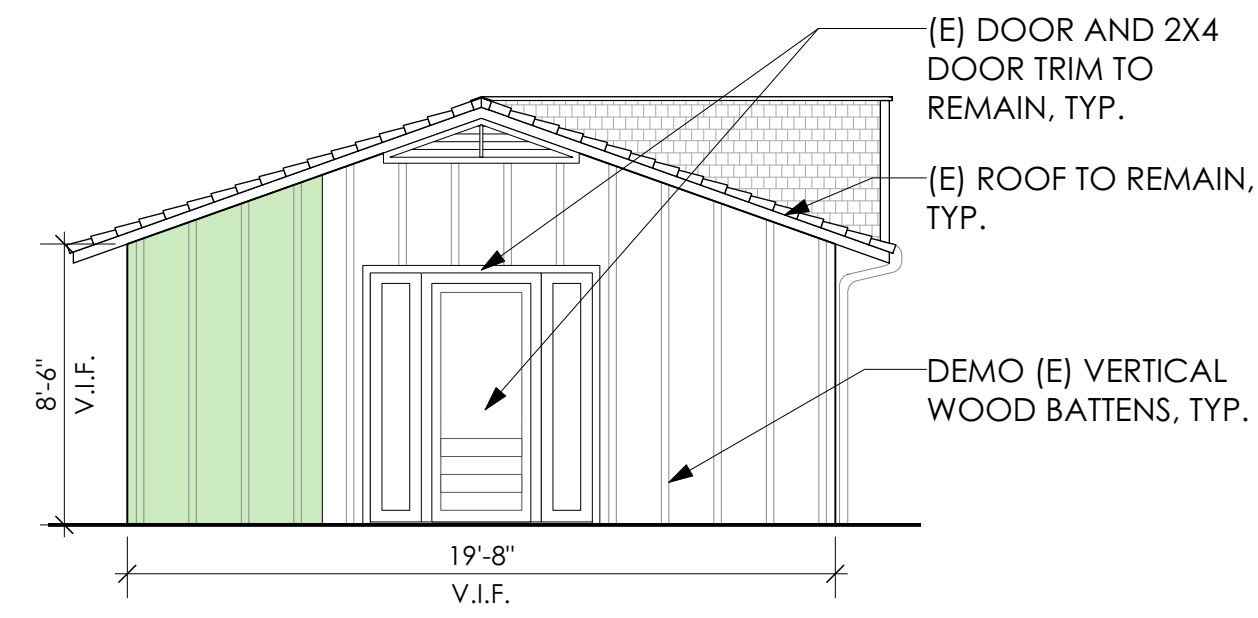 (E) DOOR AND 2X4
DOOR TRIM TO
REMAIN, TYP.
(E) ROOF TO REMAIN,
TYP.
DEMO (E) VERTICAL
WOOD BATTENS, TYP.
8'-6"
V.I.F.
19'-8"
V.I.F.